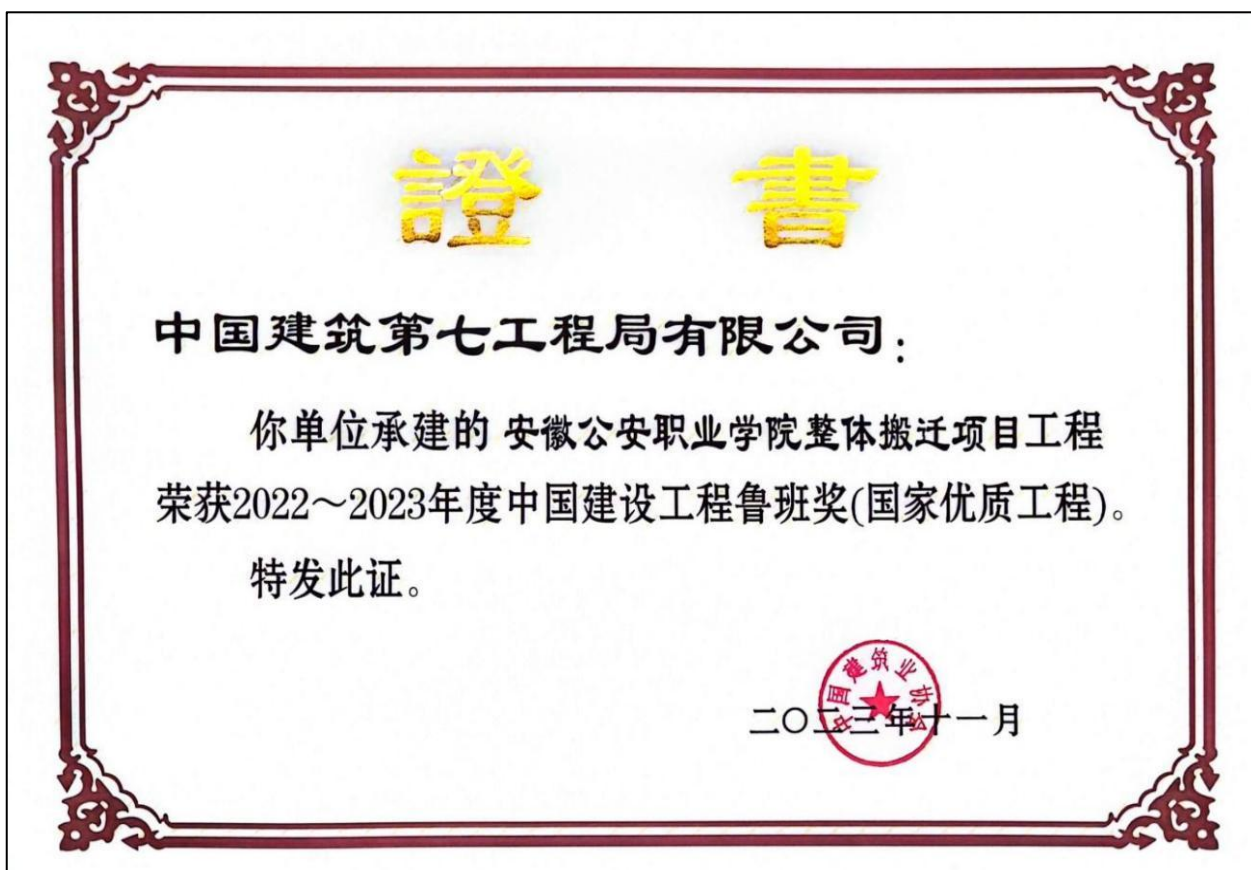 證 書
中国建筑第七工程局有限公司：
你单位承建的 安徽公安职业学院整体搬迁项目工程
荣获2022～2023年度中国建设工程鲁班奖(国家优质工程)。
特发此证。
中国建筑业协会
二〇二三年十一月